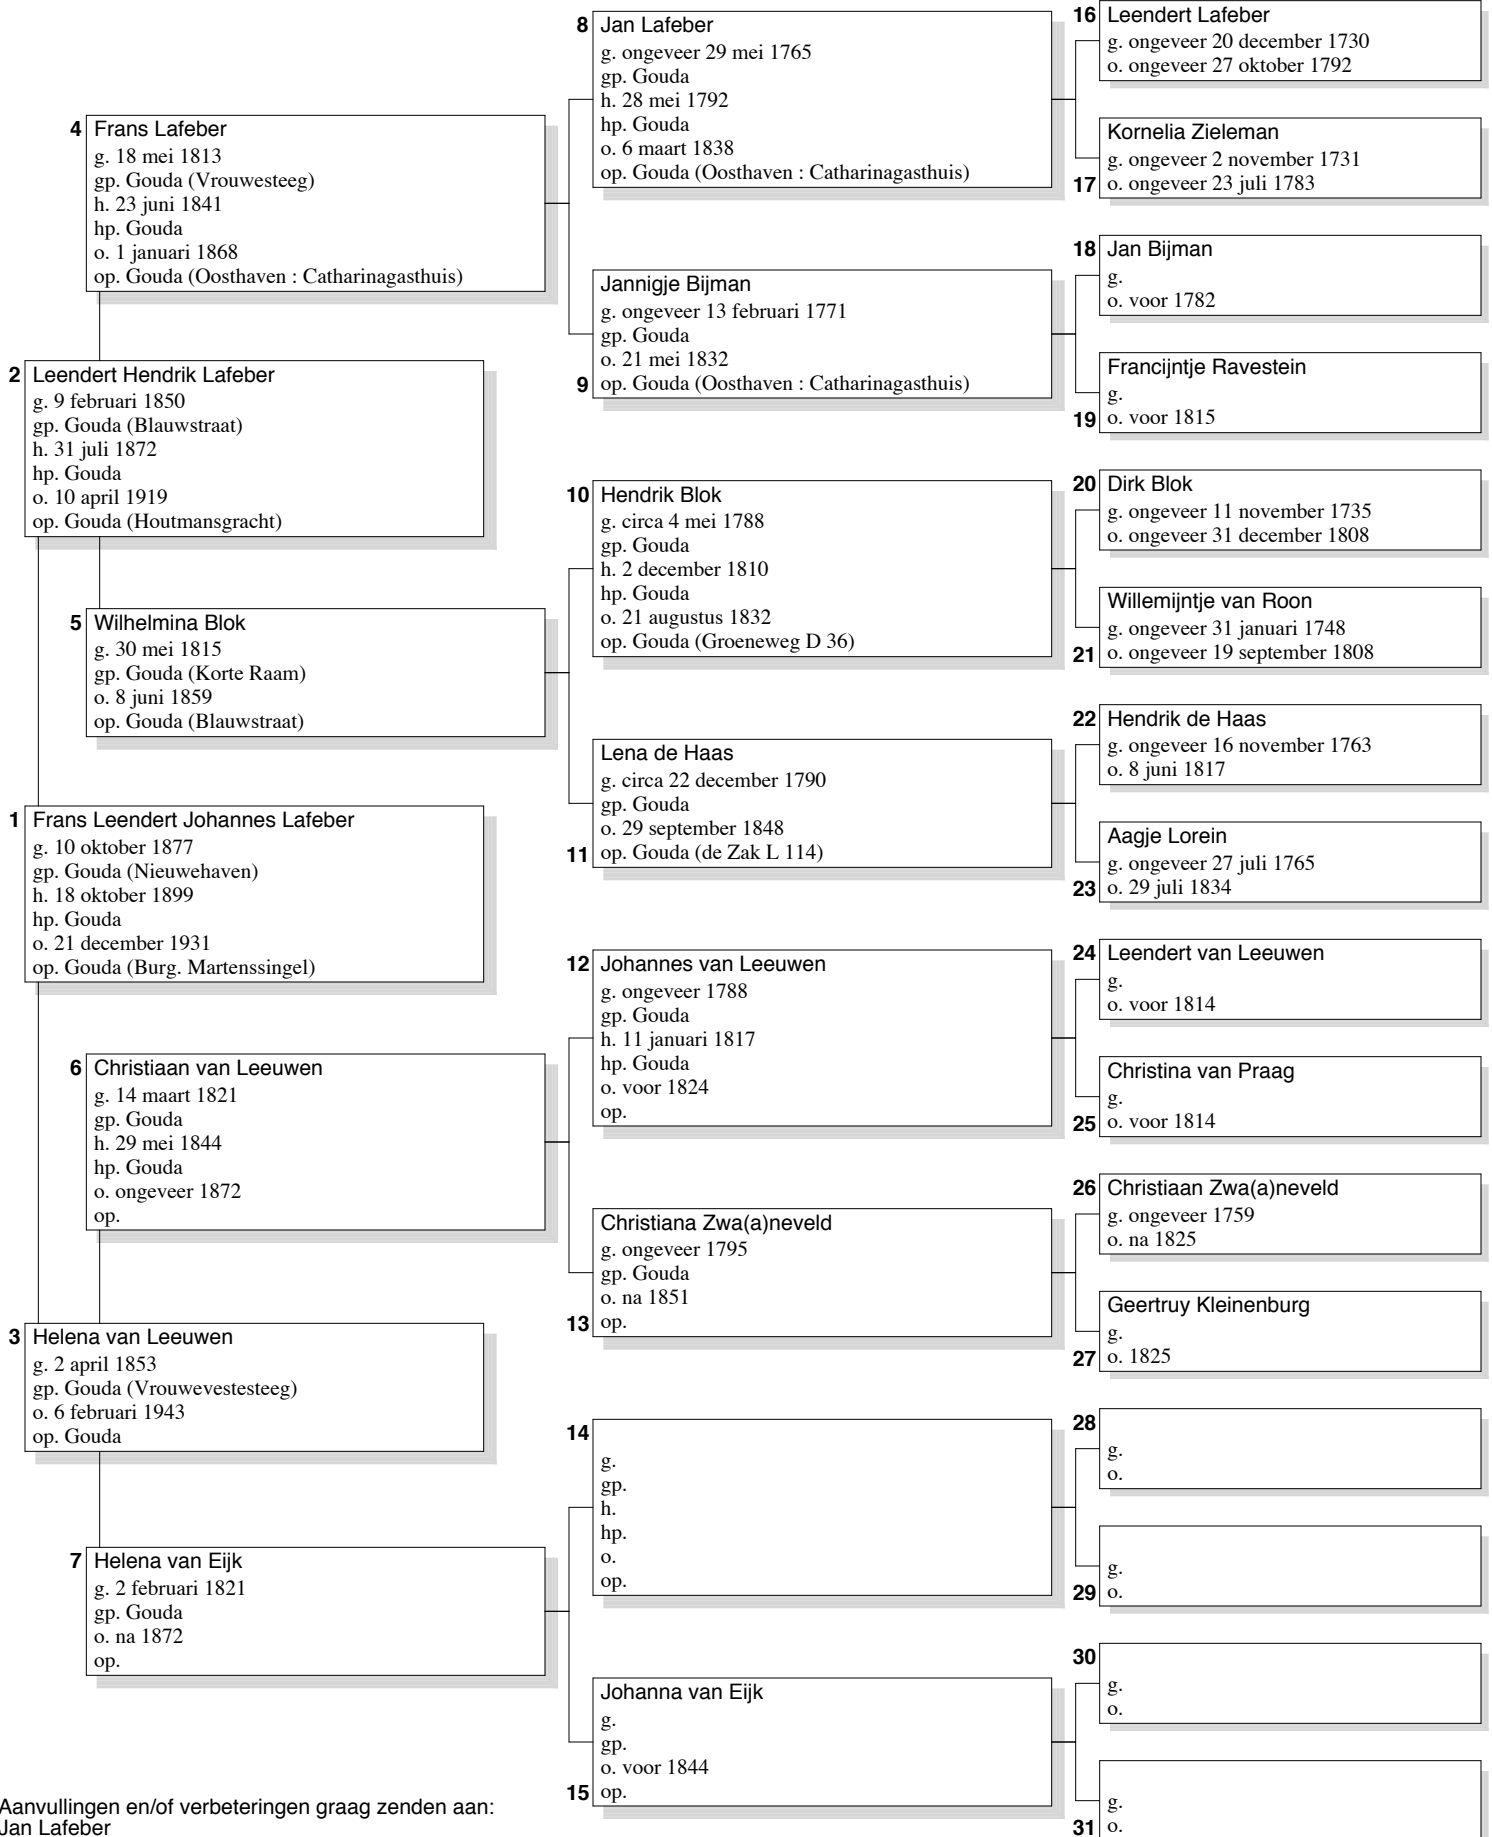 1 Frans Leendert Johannes Lafeber
g. 10 oktober 1877
gp. Gouda (Nieuwehaven)
h. 18 oktober 1899
hp. Gouda
o. 21 december 1931
op. Gouda (Burg. Martenssingel)
2 Leendert Hendrik Lafeber
g. 9 februari 1850
gp. Gouda (Blauwstraat)
h. 31 juli 1872
hp. Gouda
o. 10 april 1919
op. Gouda (Houtmansgracht)
3 Helena van Leeuwen
g. 2 april 1853
gp. Gouda (Vrouwevestesteeg)
o. 6 februari 1943
op. Gouda
4 Frans Lafeber
g. 18 mei 1813
gp. Gouda (Vrouwesteeg)
h. 23 juni 1841
hp. Gouda
o. 1 januari 1868
op. Gouda (Oosthaven : Catharinagasthuis)
5 Wilhelmina Blok
g. 30 mei 1815
gp. Gouda (Korte Raam)
o. 8 juni 1859
op. Gouda (Blauwstraat)
6 Christiaan van Leeuwen
g. 14 maart 1821
gp. Gouda
h. 29 mei 1844
hp. Gouda
o. ongeveer 1872
op.
7 Helena van Eijk
g. 2 februari 1821
gp. Gouda
o. na 1872
op.
8 Jan Lafeber
g. ongeveer 29 mei 1765
gp. Gouda
h. 28 mei 1792
hp. Gouda
o. 6 maart 1838
op. Gouda (Oosthaven : Catharinagasthuis)
Jannigje Bijman
g. ongeveer 13 februari 1771
gp. Gouda
o. 21 mei 1832
9 op. Gouda (Oosthaven : Catharinagasthuis)
10 Hendrik Blok
g. circa 4 mei 1788
gp. Gouda
h. 2 december 1810
hp. Gouda
o. 21 augustus 1832
op. Gouda (Groeneweg D 36)
Lena de Haas
g. circa 22 december 1790
gp. Gouda
o. 29 september 1848
11 op. Gouda (de Zak L 114)
12 Johannes van Leeuwen
g. ongeveer 1788
gp. Gouda
h. 11 januari 1817
hp. Gouda
o. voor 1824
op.
Christiana Zwa(a)neveld
g. ongeveer 1795
gp. Gouda
o. na 1851
13 op.
14
g.
gp.
h.
hp.
o.
op.
Johanna van Eijk
g.
gp.
o. voor 1844
15 op.
16 Leendert Lafeber
g. ongeveer 20 december 1730
o. ongeveer 27 oktober 1792
Kornelia Zieleman
g. ongeveer 2 november 1731
17 o. ongeveer 23 juli 1783
18 Jan Bijman
g.
o. voor 1782
Francijntje Ravestein
g.
19 o. voor 1815
20 Dirk Blok
g. ongeveer 11 november 1735
o. ongeveer 31 december 1808
Willemijntje van Roon
g. ongeveer 31 januari 1748
21 o. ongeveer 19 september 1808
22 Hendrik de Haas
g. ongeveer 16 november 1763
o. 8 juni 1817
Aagje Lorein
g. ongeveer 27 juli 1765
23 o. 29 juli 1834
24 Leendert van Leeuwen
g.
o. voor 1814
Christina van Praag
g.
25 o. voor 1814
26 Christiaan Zwa(a)neveld
g. ongeveer 1759
o. na 1825
Geertruy Kleinenburg
g.
27 o. 1825
28
g.
o.
g.
29 o.
30
g.
o.
g.
31 o.
Aanvullingen en/of verbeteringen graag zenden aan:
Jan Lafeber